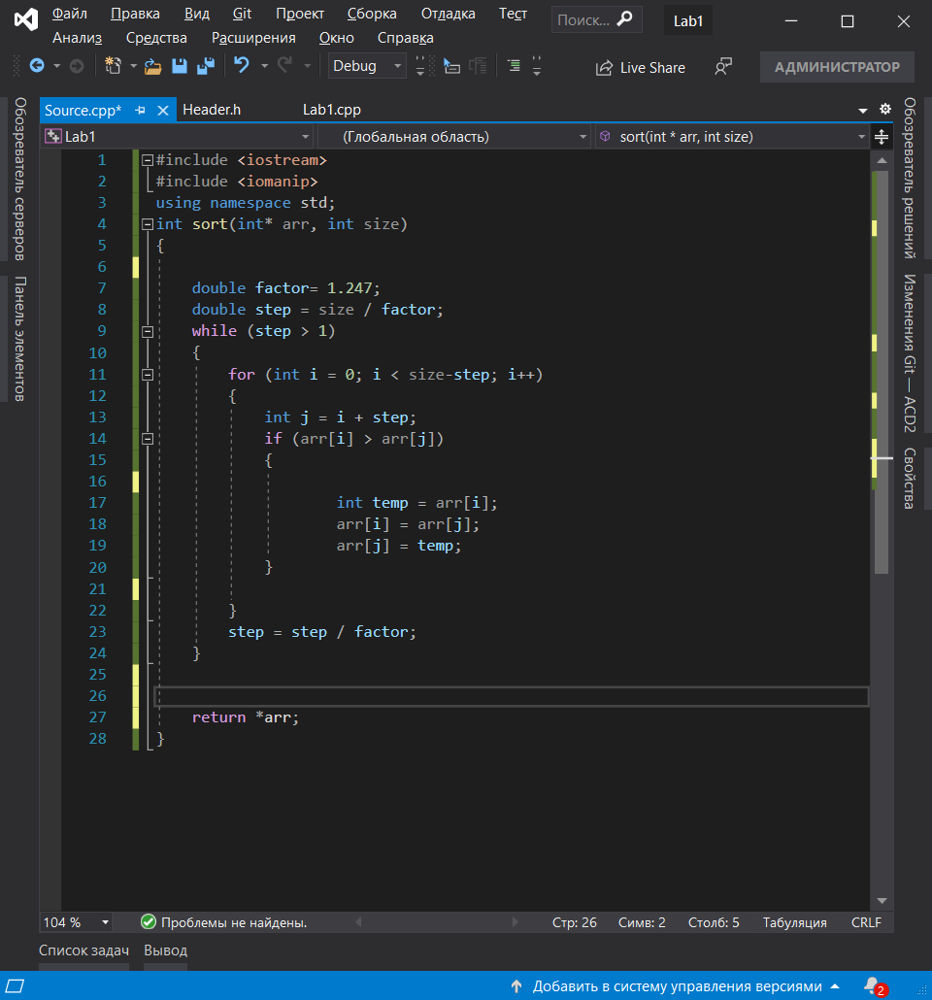 Файл Правка Вид Git Проект Сборка Отладка Тест Поиск... Lab1
Анализ Средства Расширения Окно Справка
Debug Live Share АДМИНИСТРАТОР
Обозреватель серверов
Панель элементов
Source.cpp* Header.h Lab1.cpp
Lab1 (Глобальная область) sort(int * arr, int size)
1 #include <iostream>
2 #include <iomanip>
3 using namespace std;
4 int sort(int* arr, int size)
5 {
6
7 double factor= 1.247;
8 double step = size / factor;
9 while (step > 1)
10 {
11 for (int i = 0; i < size-step; i++)
12 {
13 int j = i + step;
14 if (arr[i] > arr[j])
15 {
16
17 int temp = arr[i];
18 arr[i] = arr[j];
19 arr[j] = temp;
20 }
21
22 }
23 step = step / factor;
24 }
25
26
27 return *arr;
28 }
Обозреватель решений
Изменения Git — ACD2
Свойства
104 % Проблемы не найдены. Стр: 26 Симв: 2 Столб: 5 Табуляция CRLF
Список задач Вывод
Добавить в систему управления версиями 2